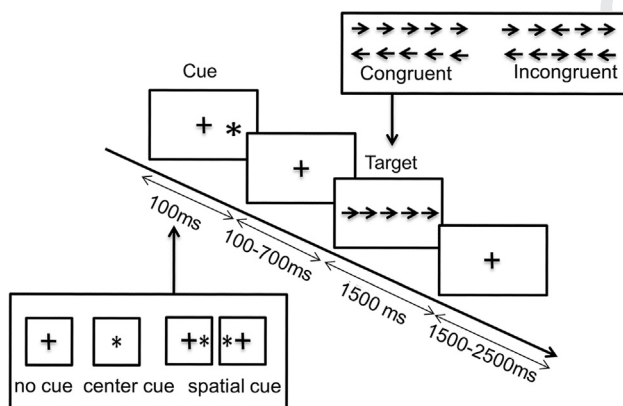 Congruent
Incongruent
Cue
+ *
+
Target
+
100ms
100-700ms
1500 ms
1500-2500ms
+
*
+*
*+
no cue
center cue
spatial cue